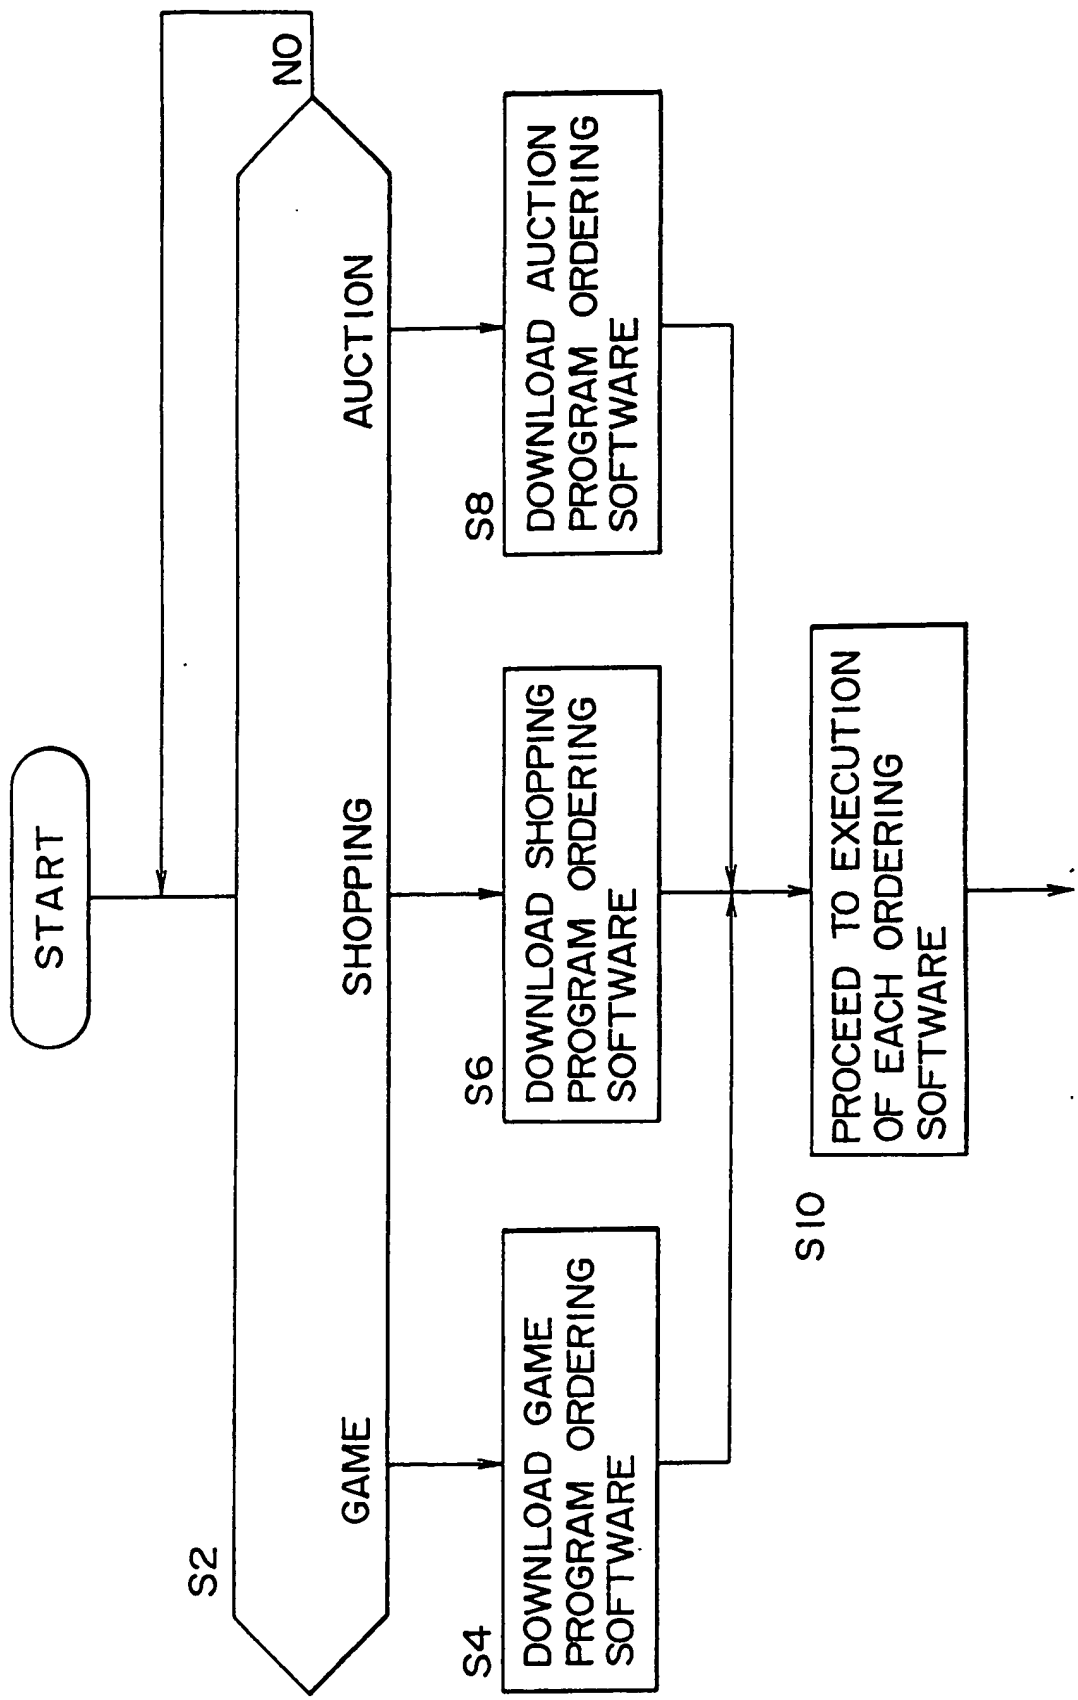 START
S2
NO
GAME
SHOPPING
AUCTION
S4
DOWNLOAD GAME
PROGRAM ORDERING
SOFTWARE
S6
DOWNLOAD SHOPPING
PROGRAM ORDERING
SOFTWARE
S8
DOWNLOAD AUCTION
PROGRAM ORDERING
SOFTWARE
S10
PROCEED TO EXECUTION
OF EACH ORDERING
SOFTWARE